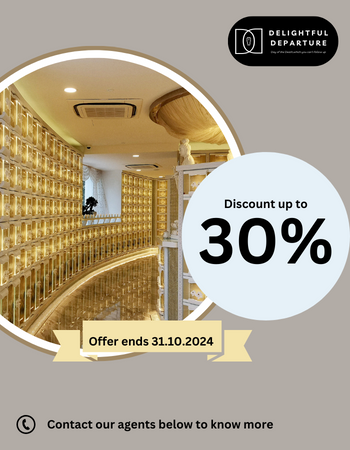 DELIGHTFUL
DEPARTURE
Discount up to
30%
Offer ends 31.10.2024
Contact our agents below to know more